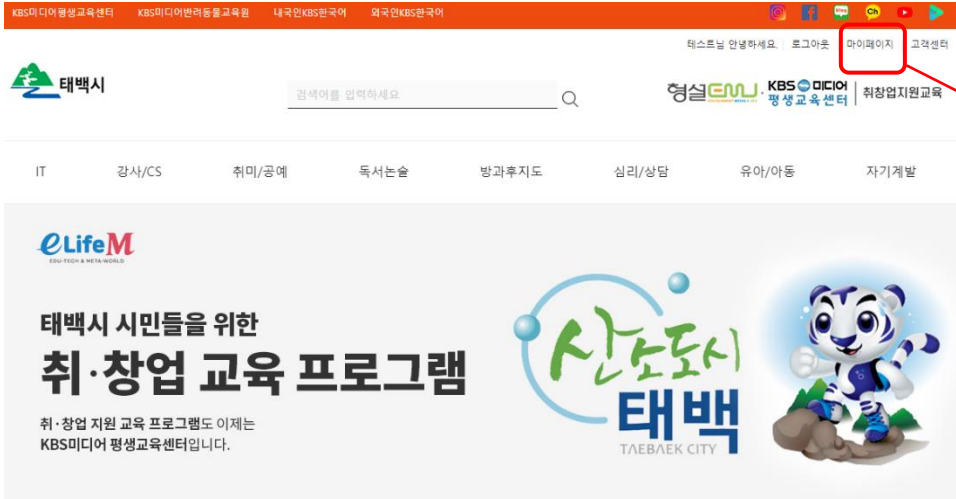 KBS미디어평생교육센터 KBS미디어반려동물교육원 내국인KBS한국어 외국인KBS한국어
blog Ch
테스트님 안녕하세요. 로그아웃 마이페이지 고객센터
태백시
검색어를 입력하세요
형설EMJ · KBS 미디어 평생교육센터 | 취창업지원교육
IT 강사/CS 취미/공예 독서논술 방과후지도 심리/상담 유아/아동 자기계발
eLifeM
EDU-TECH & META-WORLD
태백시 시민들을 위한
취·창업 교육 프로그램
취·창업 지원 교육 프로그램도 이제는
KBS미디어 평생교육센터입니다.
산소도시
태백
TAEBAEK CITY